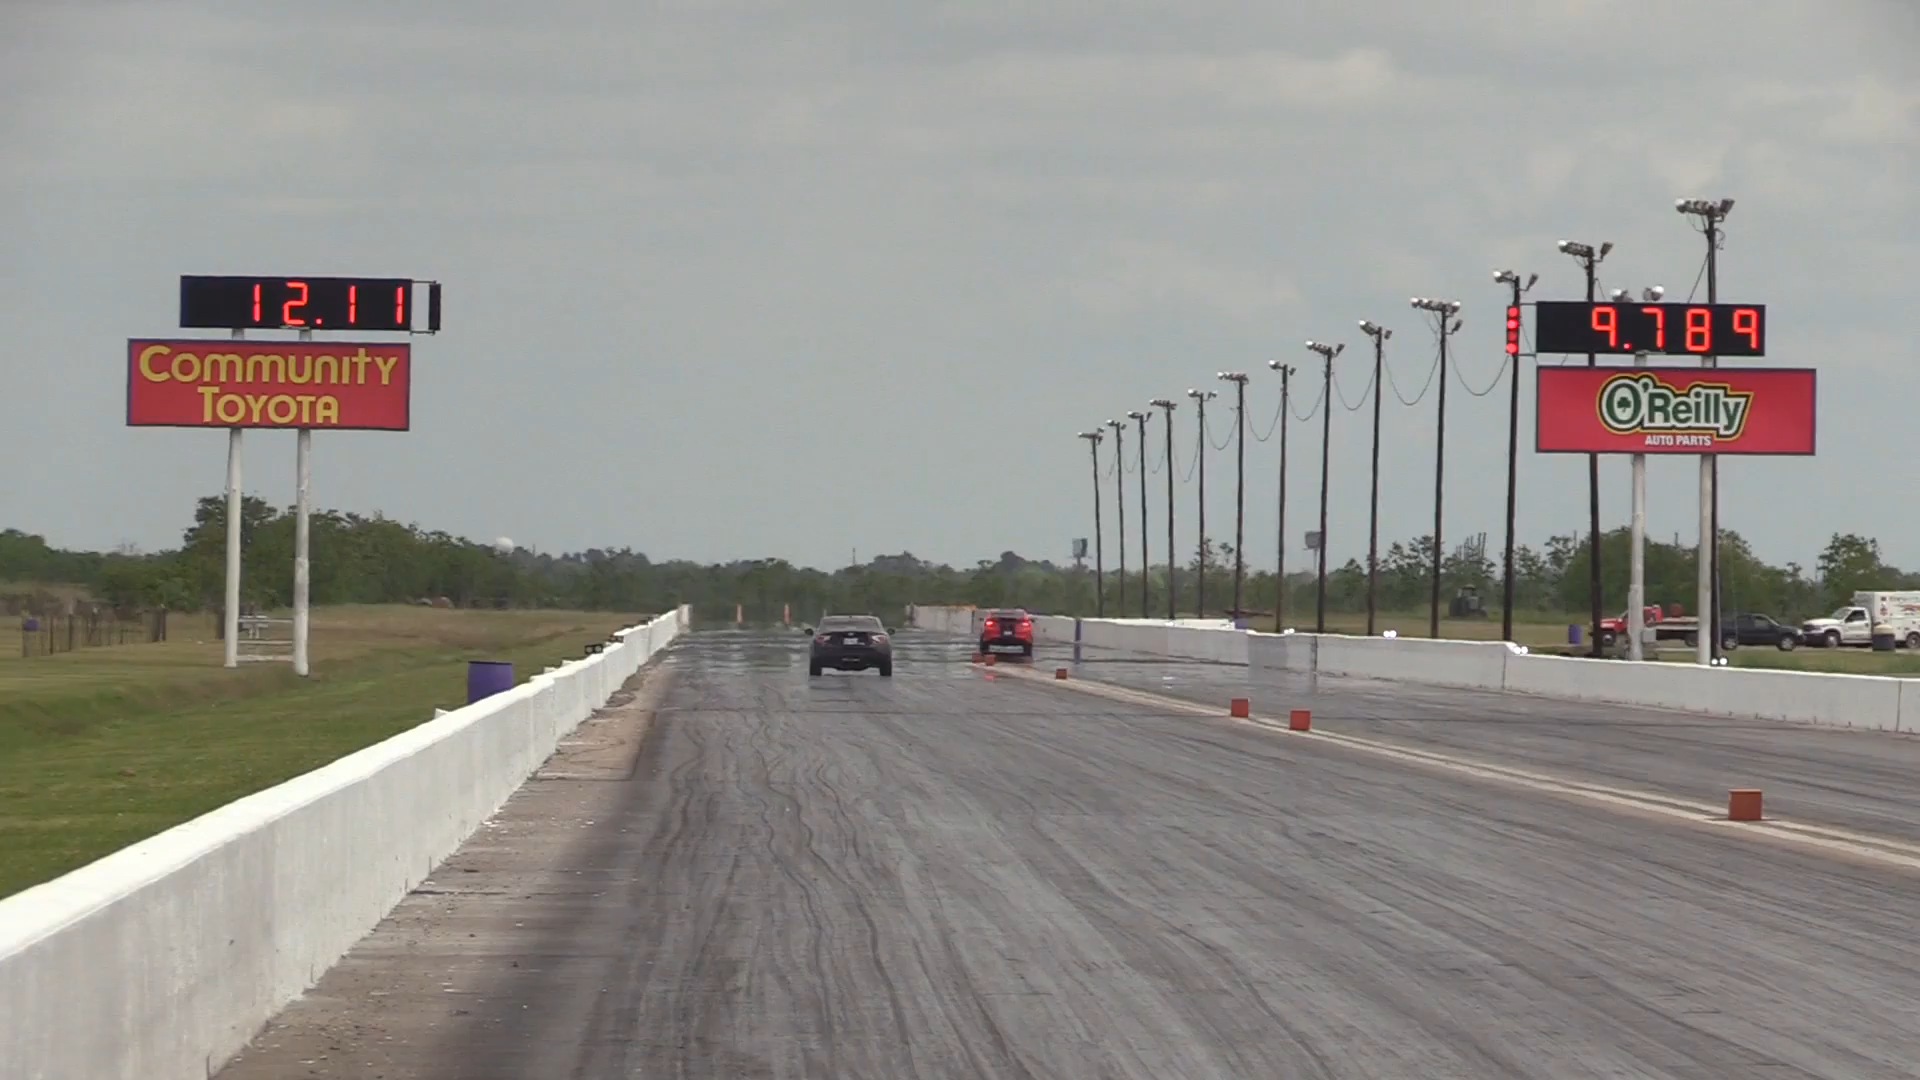 12.11
COMMUNITY
TOYOTA
9.789
O'Reilly
AUTO PARTS